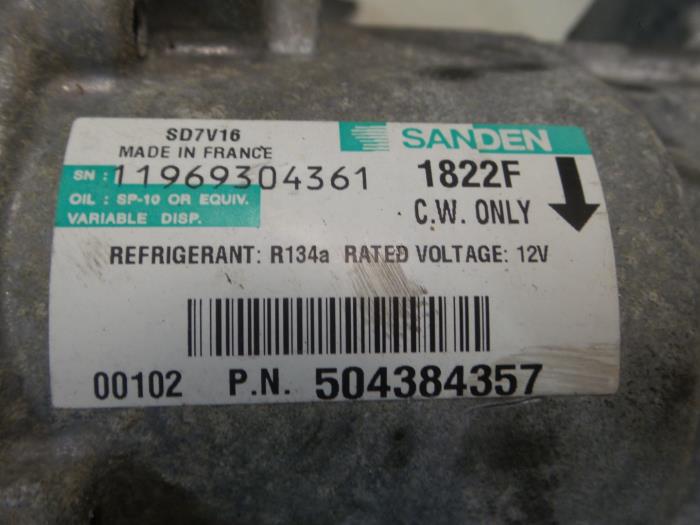 SD7V16
SANDEN
MADE IN FRANCE
SN : 11969304361
1822F
OIL : SP-10 OR EQUIV.
VARIABLE DISP.
C.W. ONLY
REFRIGERANT: R134a RATED VOLTAGE: 12V
00102 P.N. 504384357